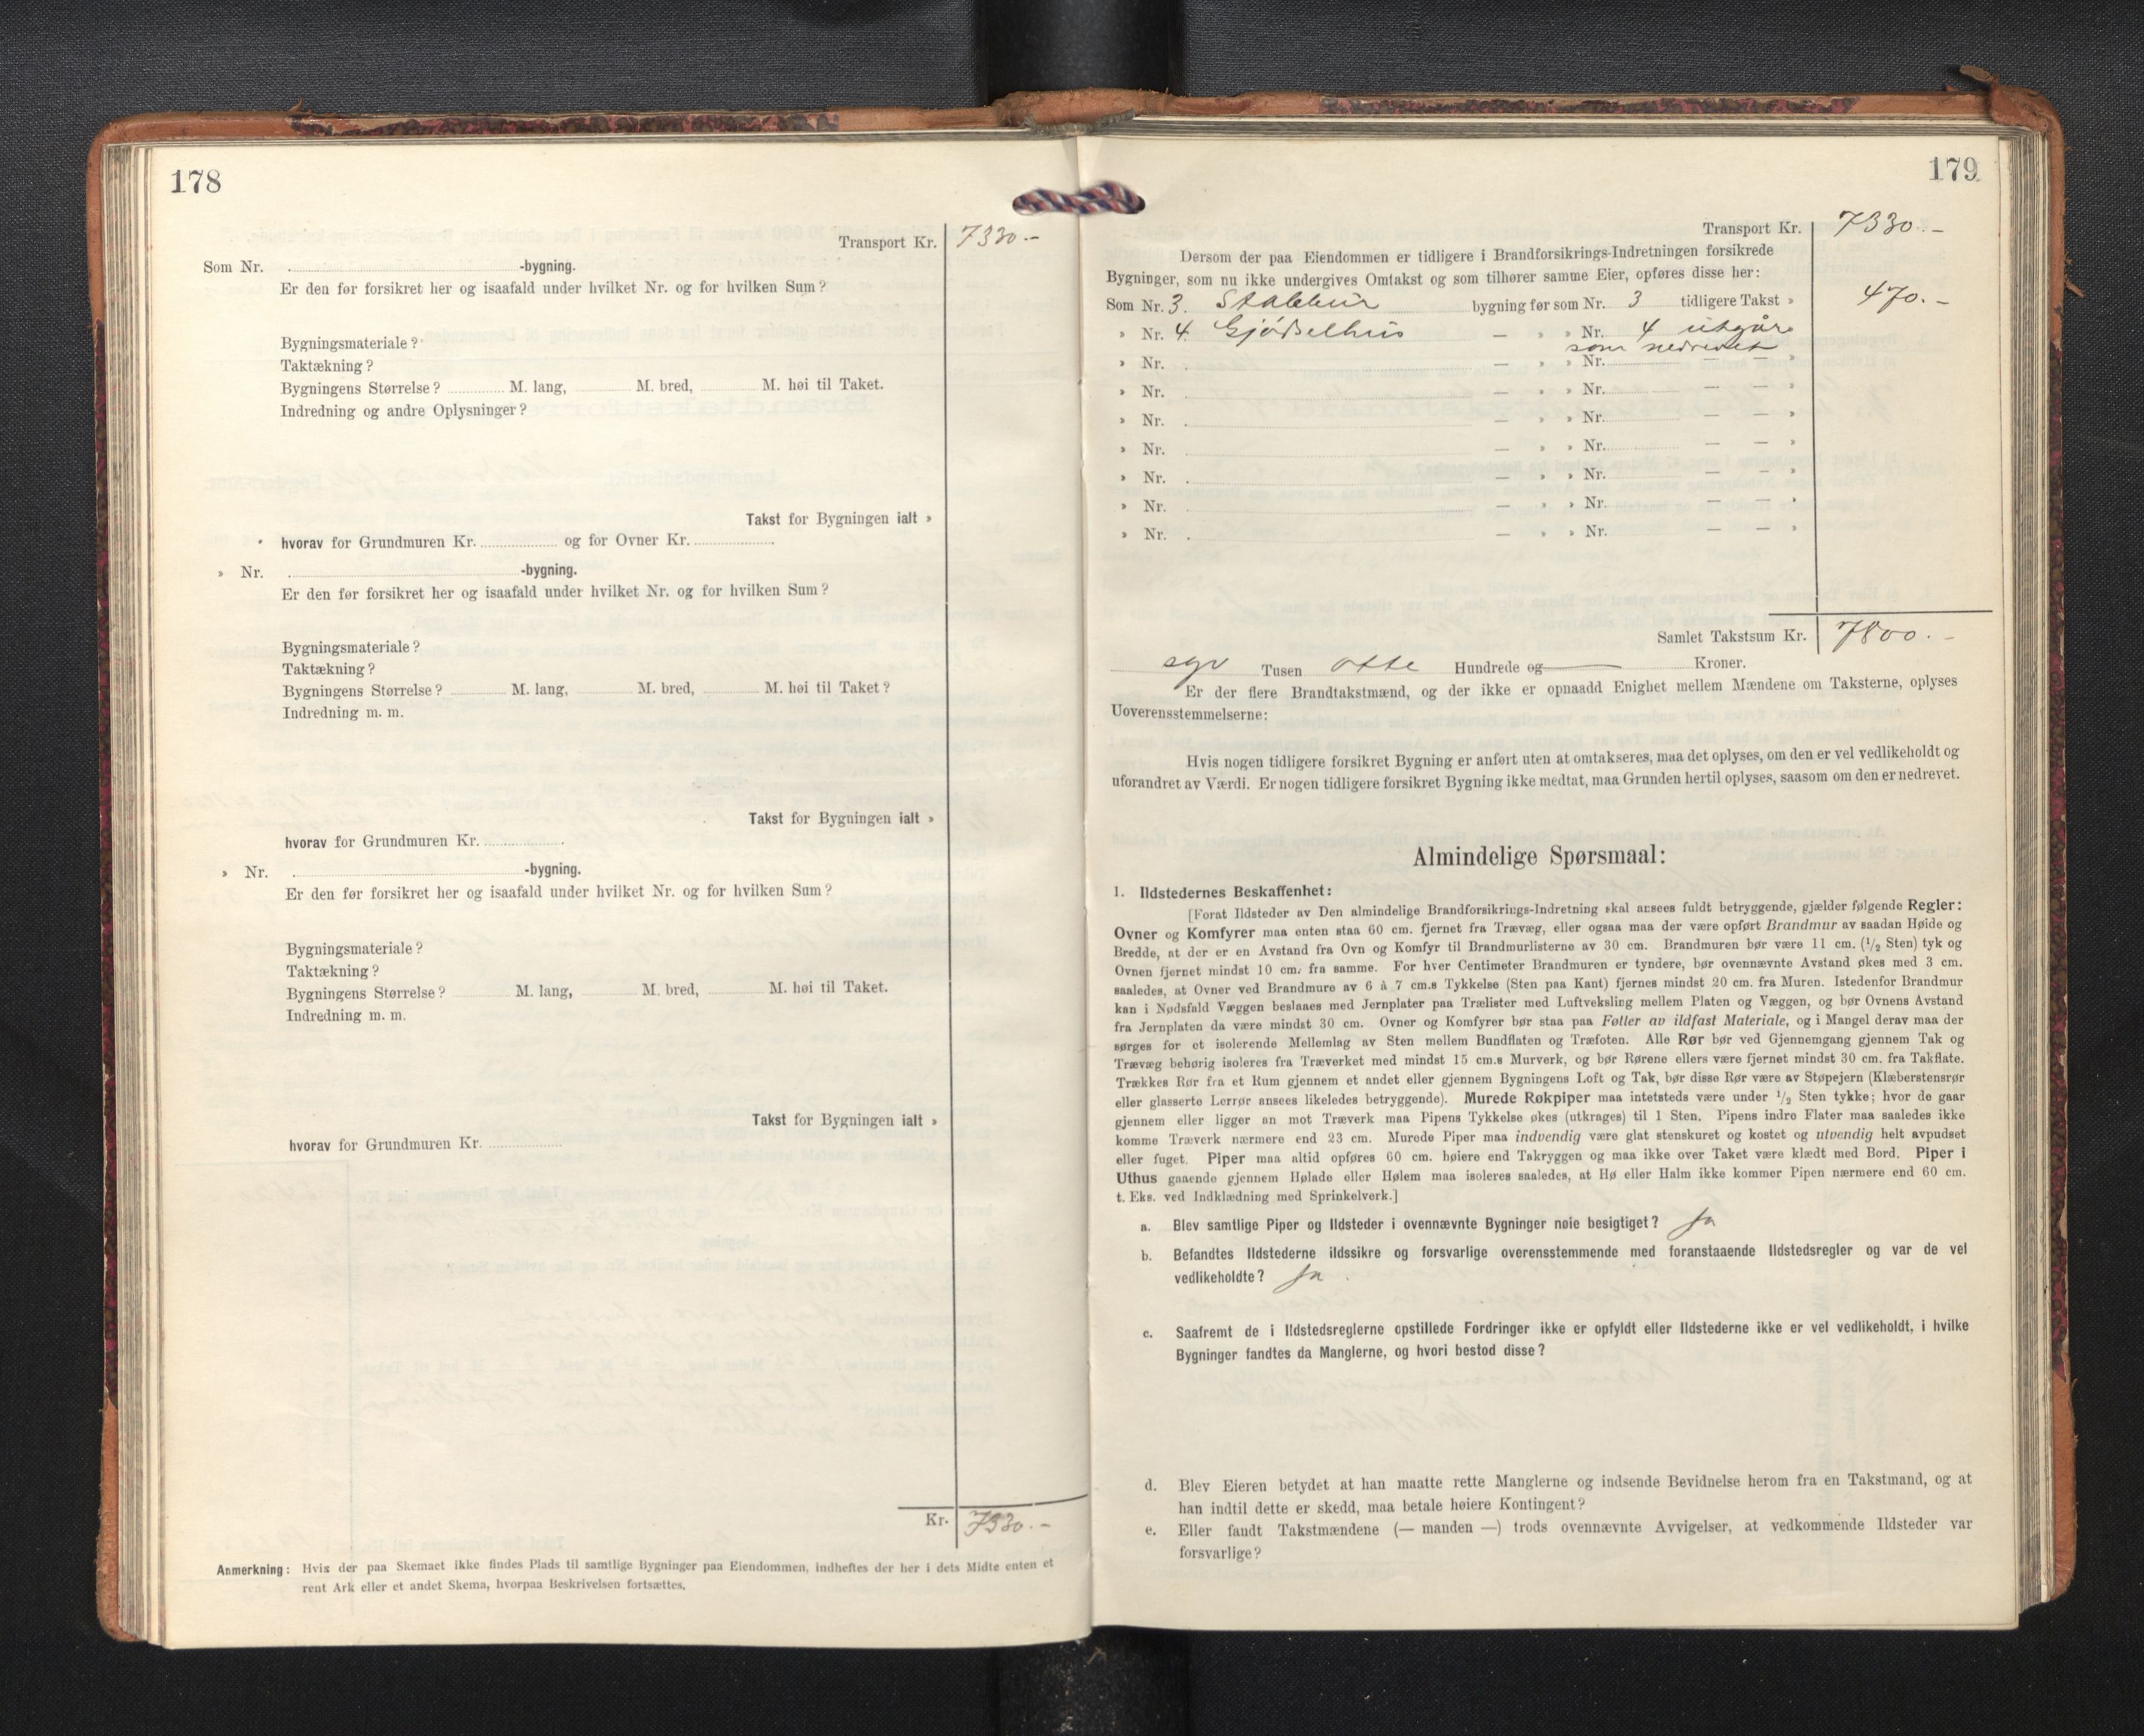 178
Transport Kr. 7330.-
Som Nr. -bygning.
Er den før forsikret her og isaafald under hvilket Nr. og for hvilken Sum?
Bygningsmateriale?
Taktækning?
Bygningens Størrelse? M. lang, M. bred, M. høi til Taket.
Indredning og andre Oplysninger?
Takst for Bygningen ialt »
hvorav for Grundmuren Kr. og for Ovner Kr.
» Nr. -bygning.
Er den før forsikret her og isaafald under hvilket Nr. og for hvilken Sum?
Bygningsmateriale?
Taktækning?
Bygningens Størrelse? M. lang, M. bred, M. høi til Taket?
Indredning m. m.
Takst for Bygningen ialt »
hvorav for Grundmuren Kr.
» Nr. -bygning.
Er den før forsikret her og isaafald under hvilket Nr. og for hvilken Sum?
Bygningsmateriale?
Taktækning?
Bygningens Størrelse? M. lang, M. bred, M. høi til Taket.
Indredning m. m.
Takst for Bygningen ialt »
hvorav for Grundmuren Kr.
Kr. 7330.-
Anmerkning: Hvis der paa Skemaet ikke findes Plads til samtlige Bygninger paa Eiendommen, indheftes der her i dets Midte enten et
rent Ark eller et andet Skema, hvorpaa Beskrivelsen fortsættes.
179
Transport Kr. 7330.-
Dersom der paa Eiendommen er tidligere i Brandforsikrings-Indretningen forsikrede
Bygninger, som nu ikke undergives Omtakst og som tilhører samme Eier, opføres disse her:
Som Nr. 3. Stabbur bygning før som Nr. 3 tidligere Takst » 470.-
» Nr. 4. Gjødselhus — » » Nr. 4 utgår
som nedrevet
» Nr. — » » Nr. — — »
» Nr. — » » Nr. — — »
» Nr. — » » Nr. — — »
» Nr. — » » Nr. — — »
» Nr. — » » Nr. — — »
» Nr. — » » Nr. — — »
» Nr. — » » Nr. — — »
Samlet Takstsum Kr. 7800.-
syv Tusen otte Hundrede og Kroner.
Er der flere Brandtakstmænd, og der ikke er opnaadd Enighet mellem Mændene om Taksterne, oplyses
Uoverensstemmelserne:
Hvis nogen tidligere forsikret Bygning er anført uten at omtakseres, maa det oplyses, om den er vel vedlikeholdt og
uforandret av Værdi. Er nogen tidligere forsikret Bygning ikke medtat, maa Grunden hertil oplyses, saasom om den er nedrevet.
Almindelige Spørsmaal:
1. Ildstedernes Beskaffenhet:
[Forat Ildsteder av Den almindelige Brandforsikrings-Indretning skal ansees fuldt betryggende, gjælder følgende Regler:
Ovner og Komfyrer maa enten staa 60 cm. fjernet fra Trævæg, eller ogsaa maa der være opført Brandmur av saadan Høide og
Bredde, at der er en Avstand fra Ovn og Komfyr til Brandmurlisterne av 30 cm. Brandmuren bør være 11 cm. (1/2 Sten) tyk og
Ovnen fjernet mindst 10 cm. fra samme. For hver Centimeter Brandmuren er tyndere, bør ovennævnte Avstand økes med 3 cm.
saaledes, at Ovner ved Brandmure av 6 à 7 cm.s Tykkelse (Sten paa Kant) fjernes mindst 20 cm. fra Muren. Istedenfor Brandmur
kan i Nødsfald Væggen beslaaes med Jernplater paa Trælister med Luftveksling mellem Platen og Væggen, og bør Ovnens Avstand
fra Jernplaten da være mindst 30 cm. Ovner og Komfyrer bør staa paa Føtter av ildfast Materiale, og i Mangel derav maa der
sørges for et isolerende Mellemlag av Sten mellem Bundflaten og Træfoten. Alle Rør bør ved Gjennemgang gjennem Tak og
Trævæg behørig isoleres fra Træverket med mindst 15 cm.s Murverk, og bør Rørene ellers være fjernet mindst 30 cm. fra Takflate.
Trækkes Rør fra et Rum gjennem et andet eller gjennem Bygningens Loft og Tak, bør disse Rør være av Støpejern (Klæberstensrør
eller glasserte Lerrør ansees likeledes betryggende). Murede Røkpiper maa intetsteds være under 1/2 Sten tykke; hvor de gaar
gjennem eller ligger an mot Træverk maa Pipens Tykkelse økes (utkrages) til 1 Sten. Pipens indre Flater maa saaledes ikke
komme Træverk nærmere end 23 cm. Murede Piper maa indvendig være glat stenskuret og kostet og utvendig helt avpudset
eller fuget. Piper maa altid opføres 60 cm. høiere end Takryggen og maa ikke over Taket være klædt med Bord. Piper i
Uthus gaaende gjennem Hølade eller Hølem maa isoleres saaledes, at Hø eller Halm ikke kommer Pipen nærmere end 60 cm.
t. Eks. ved Indklædning med Sprinkelverk.]
a. Blev samtlige Piper og Ildsteder i ovennævnte Bygninger nøie besigtiget? ja
b. Befandtes Ildstederne ildssikre og forsvarlige overensstemmende med foranstaaende Ildstedsregler og var de vel
vedlikeholdte? ja
c. Saafremt de i Ildstedsreglerne opstillede Fordringer ikke er opfyldt eller Ildstederne ikke er vel vedlikeholdt, i hvilke
Bygninger fandtes da Manglerne, og hvori bestod disse?
d. Blev Eieren betydet at han maatte rette Manglerne og indsende Bevidnelse herom fra en Takstmand, og at
han indtil dette er skedd, maa betale høiere Kontingent?
e. Eller fandt Takstmændene (— manden —) trods ovennævnte Avvigelser, at vedkommende Ildsteder var
forsvarlige?